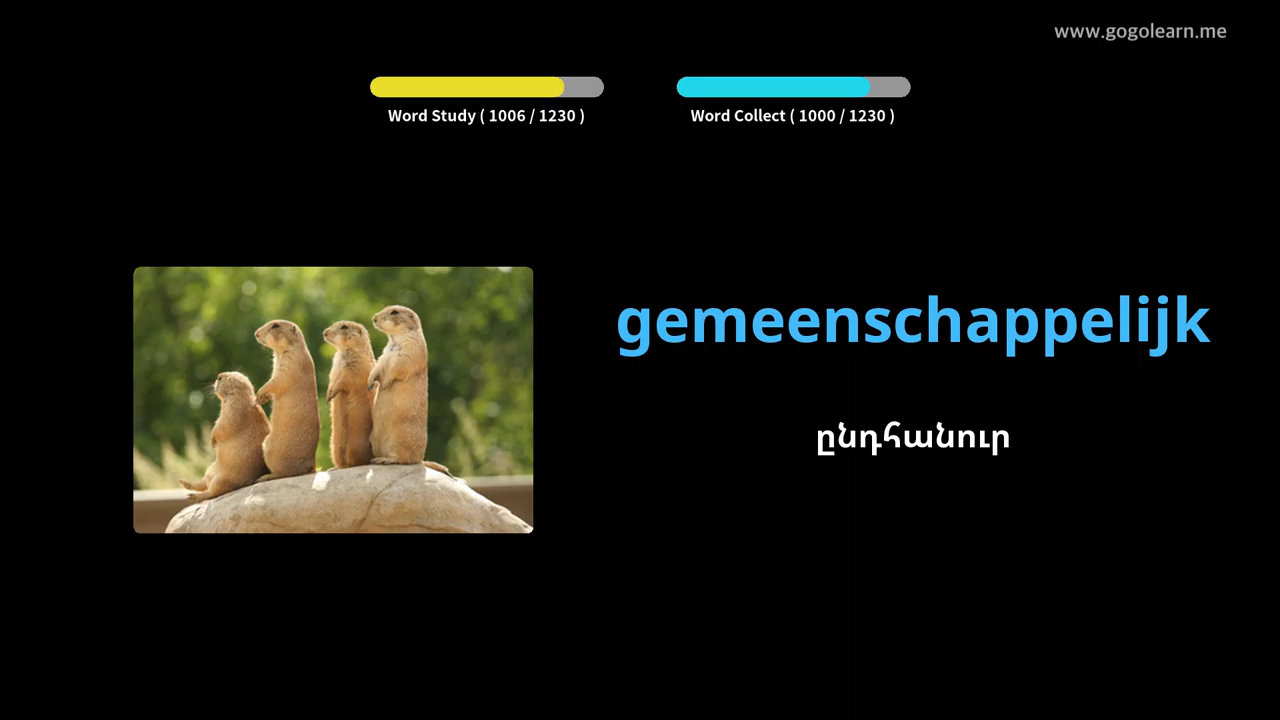 www.gogolearn.me
Word Study ( 1006 / 1230 )
Word Collect ( 1000 / 1230 )
gemeenschappelijk
ընդհանուր